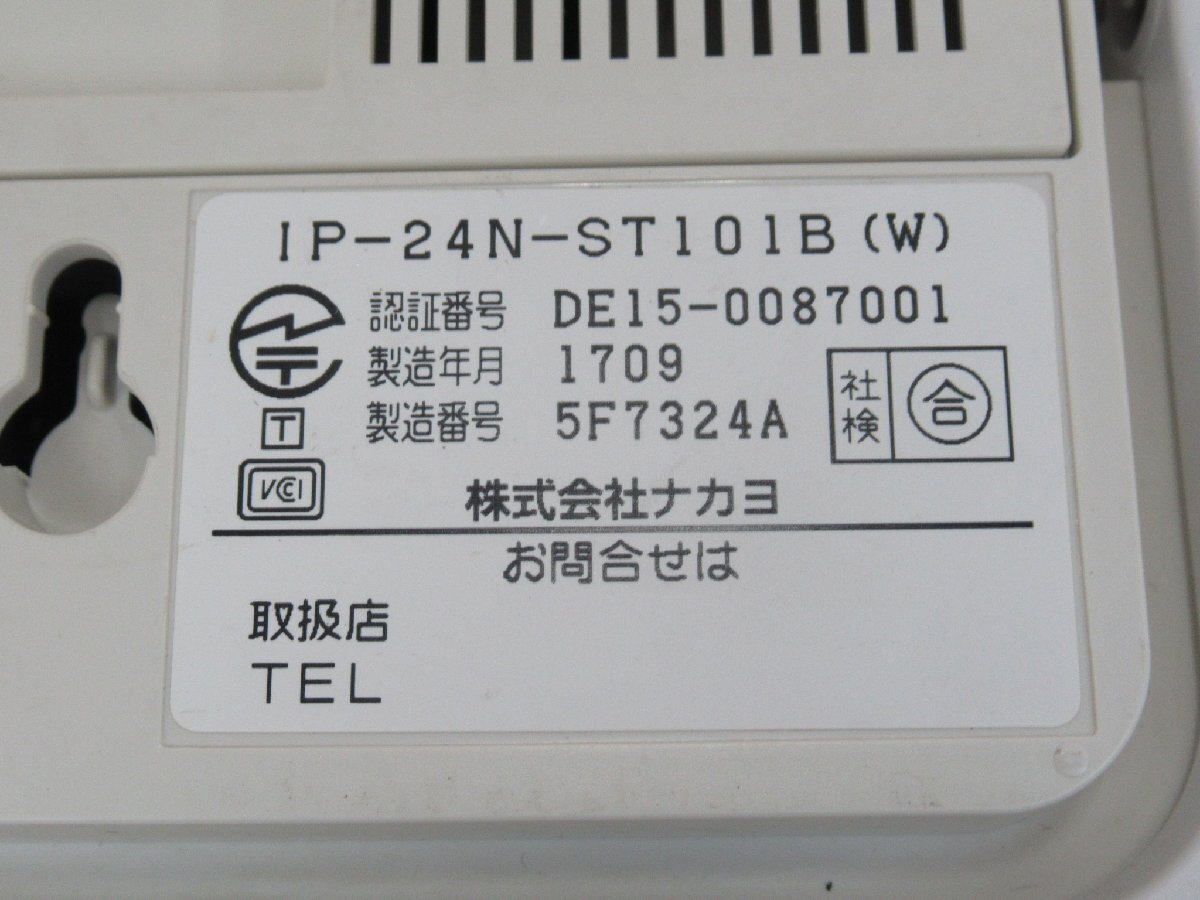 IP-24N-ST101B(W)
認証番号 DE15-0087001
製造年月 1709
製造番号 5F7324A
社検 合
T
VCCI
株式会社ナカヨ
お問合せは
取扱店
TEL